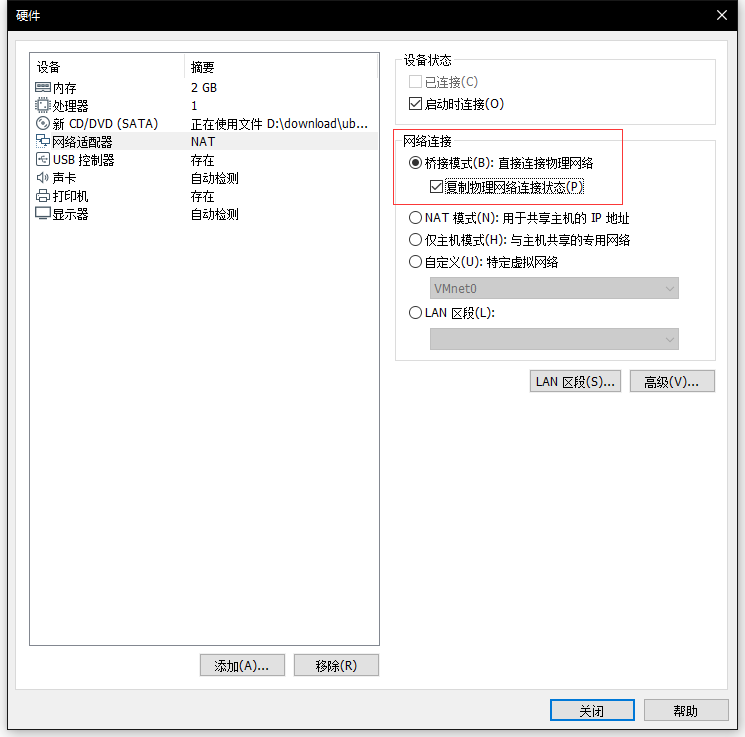 硬件
设备 摘要
内存 2 GB
处理器 1
新 CD/DVD (SATA) 正在使用文件 D:\download\ub...
网络适配器 NAT
USB 控制器 存在
声卡 自动检测
打印机 存在
显示器 自动检测
添加(A)... 移除(R)
设备状态
已连接(C)
启动时连接(O)
网络连接
桥接模式(B): 直接连接物理网络
复制物理网络连接状态(P)
NAT 模式(N): 用于共享主机的 IP 地址
仅主机模式(H): 与主机共享的专用网络
自定义(U): 特定虚拟网络
VMnet0
LAN 区段(L):
LAN 区段(S)... 高级(V)...
关闭 帮助